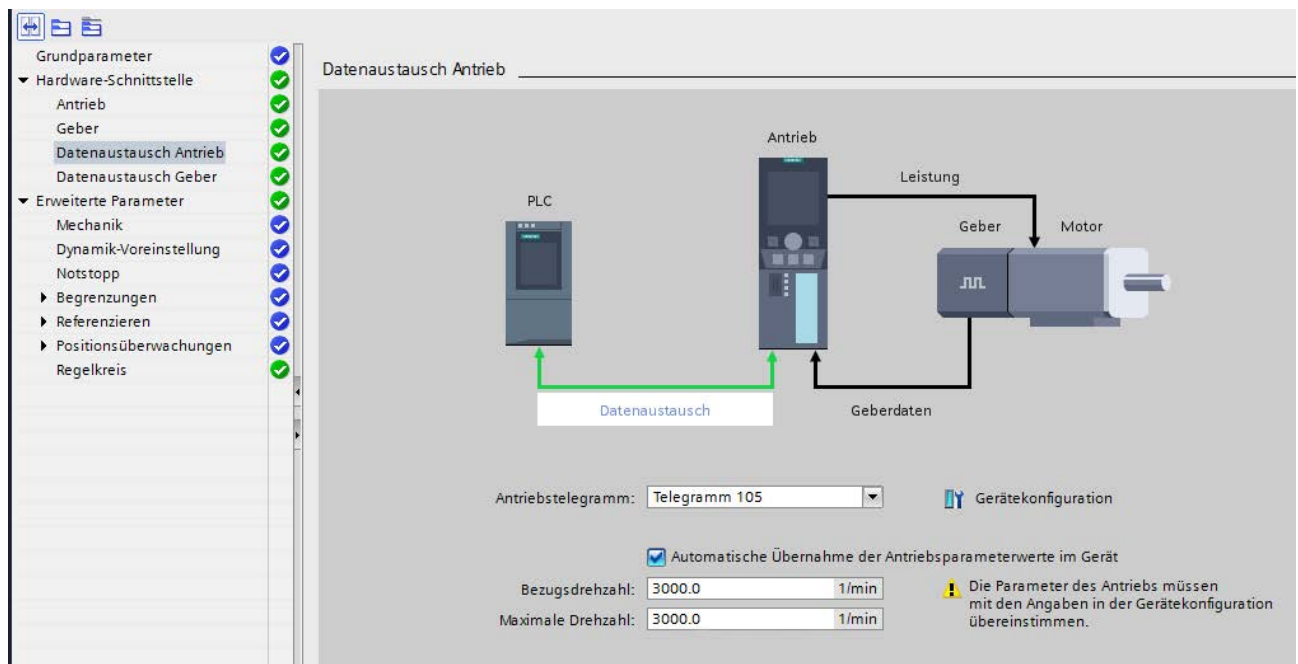 Grundparameter
Hardware-Schnittstelle
Antrieb
Geber
Datenaustausch Antrieb
Datenaustausch Geber
Erweiterte Parameter
Mechanik
Dynamik-Voreinstellung
Notstopp
Begrenzungen
Referenzieren
Positionsüberwachungen
Regelkreis
Datenaustausch Antrieb
Antrieb
Leistung
PLC
Geber
Motor
Datenaustausch
Geberdaten
Antriebstelegramm: Telegramm 105
Gerätekonfiguration
Automatische Übernahme der Antriebsparameterwerte im Gerät
Bezugsdrehzahl: 3000.0 1/min
Maximale Drehzahl: 3000.0 1/min
Die Parameter des Antriebs müssen
mit den Angaben in der Gerätekonfiguration
übereinstimmen.